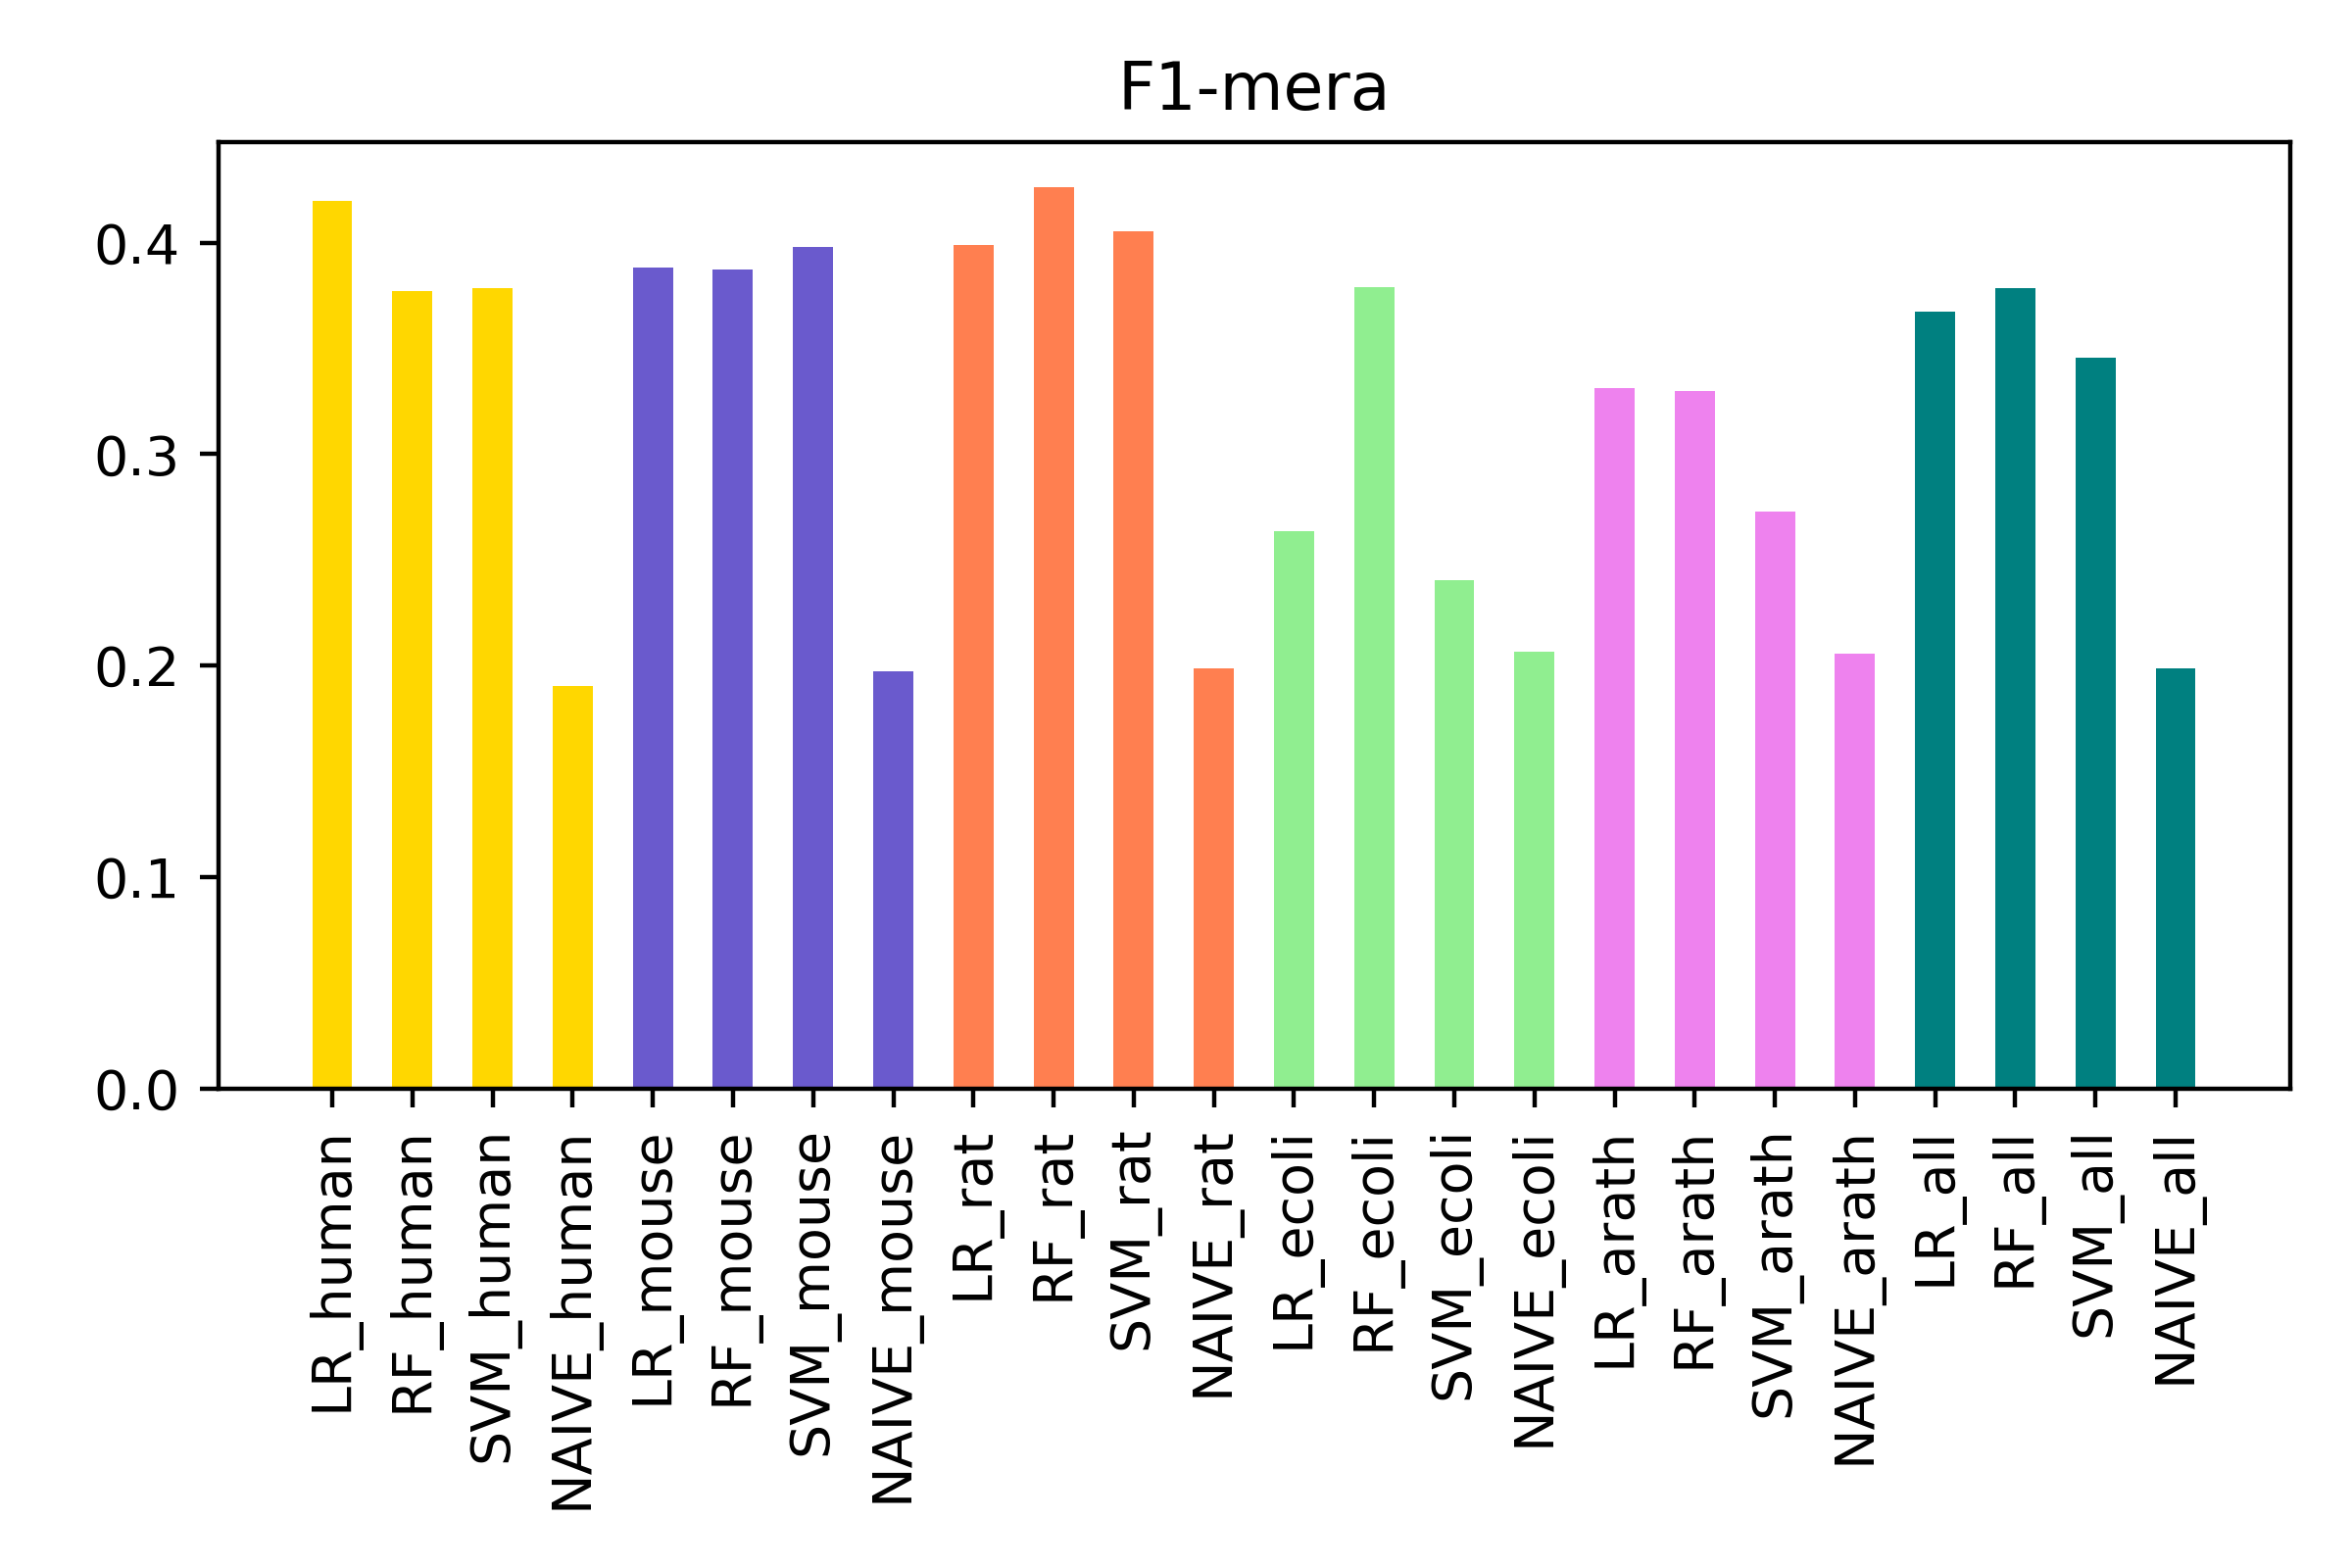 F1-mera
0.4
0.3
0.2
0.1
0.0
LR_human
RF_human
SVM_human
NAIVE_human
LR_mouse
RF_mouse
SVM_mouse
NAIVE_mouse
LR_rat
RF_rat
SVM_rat
NAIVE_rat
LR_ecoli
RF_ecoli
SVM_ecoli
NAIVE_ecoli
LR_arath
RF_arath
SVM_arath
NAIVE_arath
LR_all
RF_all
SVM_all
NAIVE_all